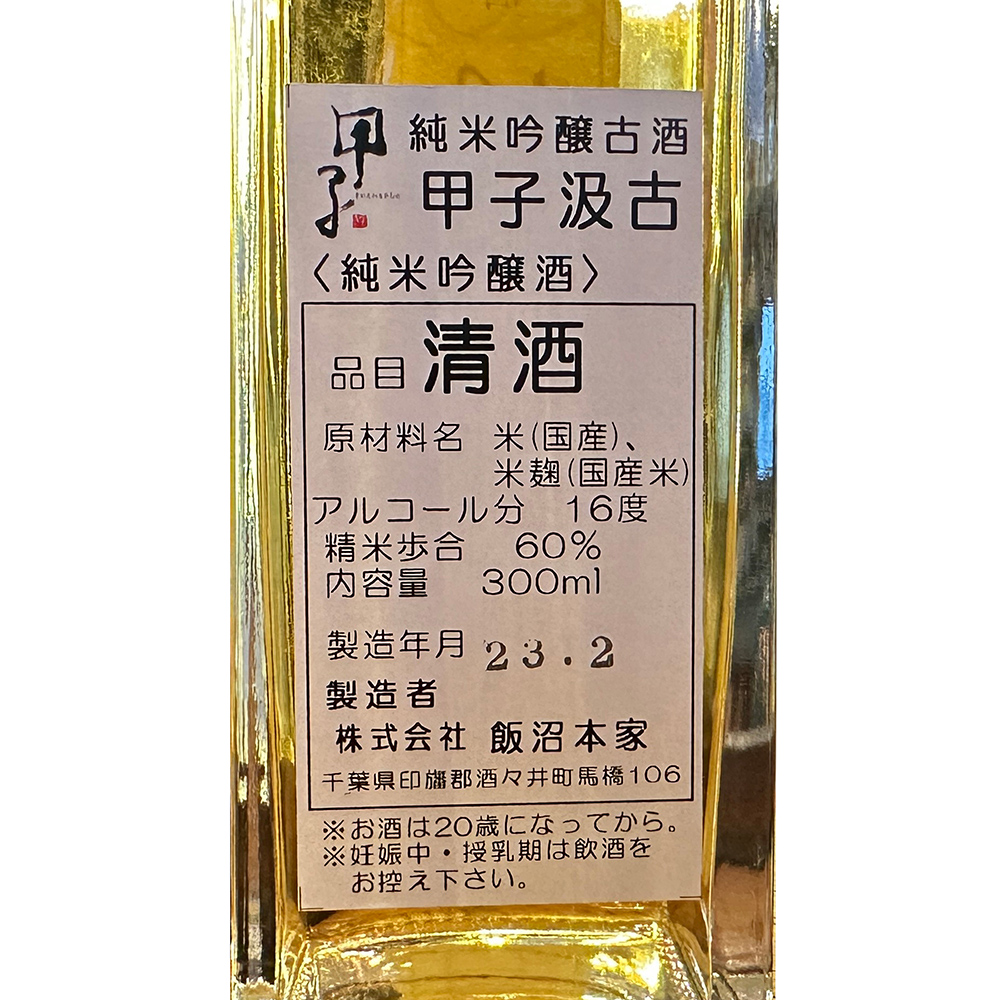 甲子
純米吟醸古酒
甲子汲古
〈純米吟醸酒〉
品目 清酒
原材料名 米(国産)、
米麹(国産米)
アルコール分 16度
精米歩合 60%
内容量 300ml
製造年月 23.2
製造者
株式会社 飯沼本家
千葉県印旛郡酒々井町馬橋106
※お酒は20歳になってから。
※妊娠中・授乳期は飲酒を
お控え下さい。